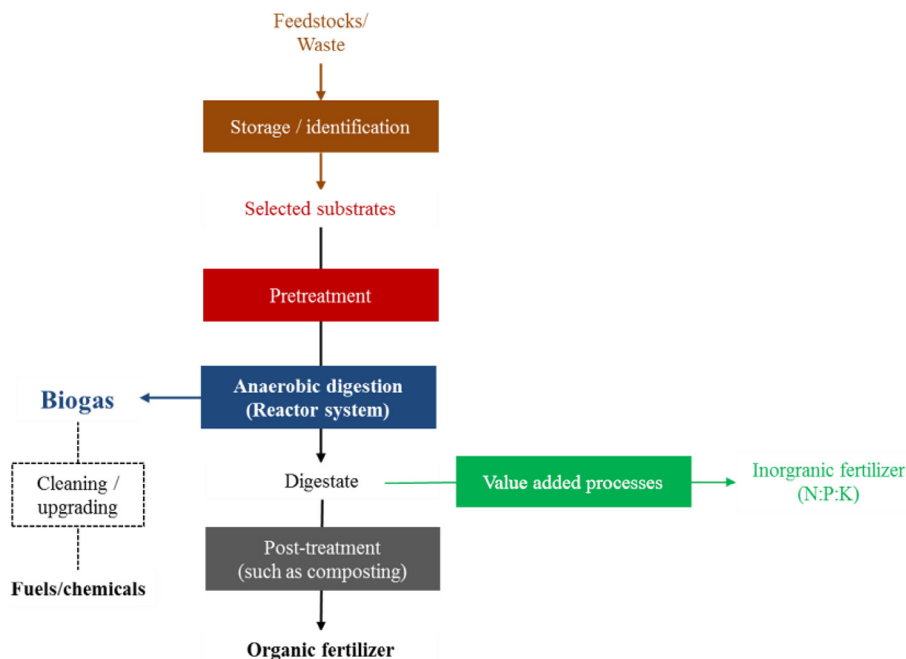 Feedstocks/
Waste
Storage / identification
Selected substrates
Pretreatment
Anaerobic digestion
(Reactor system)
Biogas
Cleaning /
upgrading
Fuels/chemicals
Digestate
Value added processes
Inorgranic fertilizer
(N:P:K)
Post-treatment
(such as composting)
Organic fertilizer